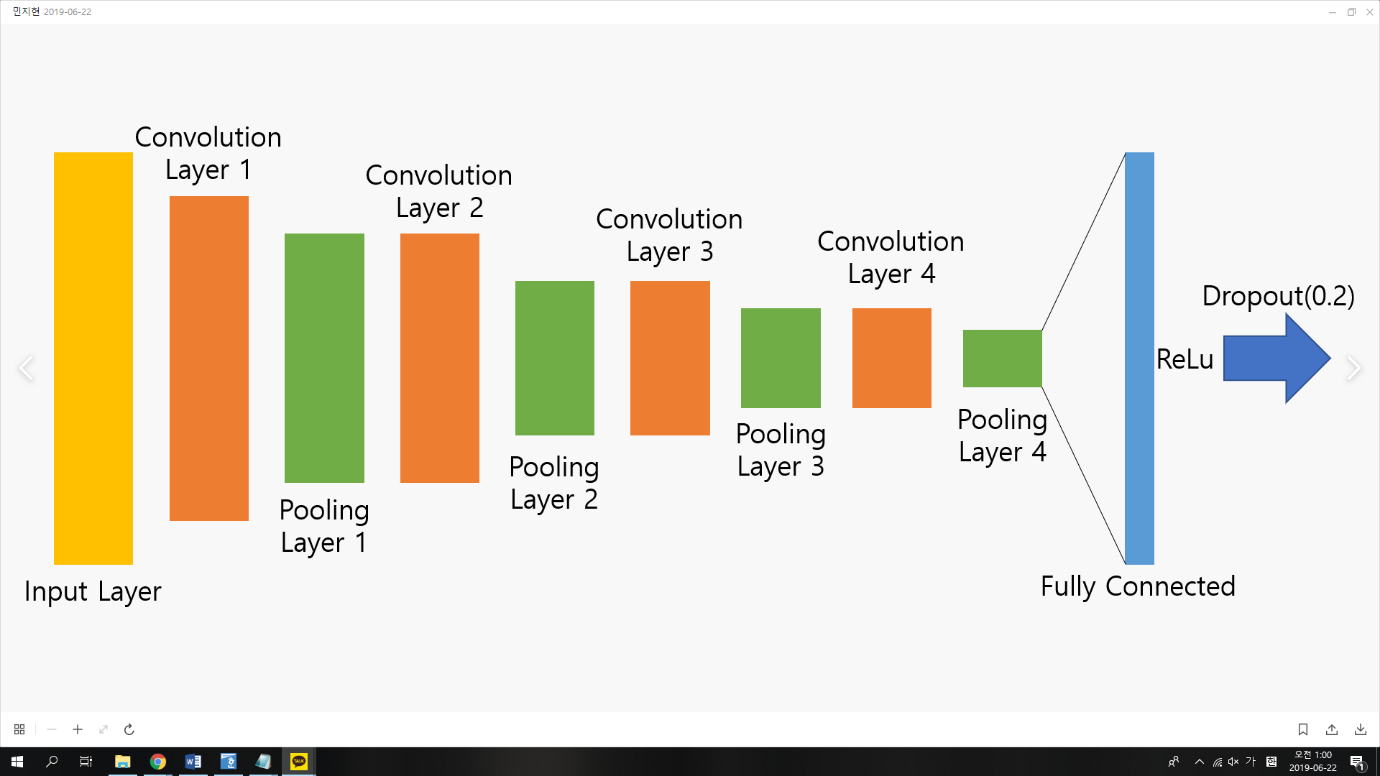 민지현 2019-06-22
Convolution
Layer 1
Convolution
Layer 2
Convolution
Layer 3
Convolution
Layer 4
Dropout(0.2)
ReLu
Pooling
Layer 4
Pooling
Layer 3
Pooling
Layer 2
Pooling
Layer 1
Input Layer
Fully Connected
가
오전 1:00
2019-06-22
1